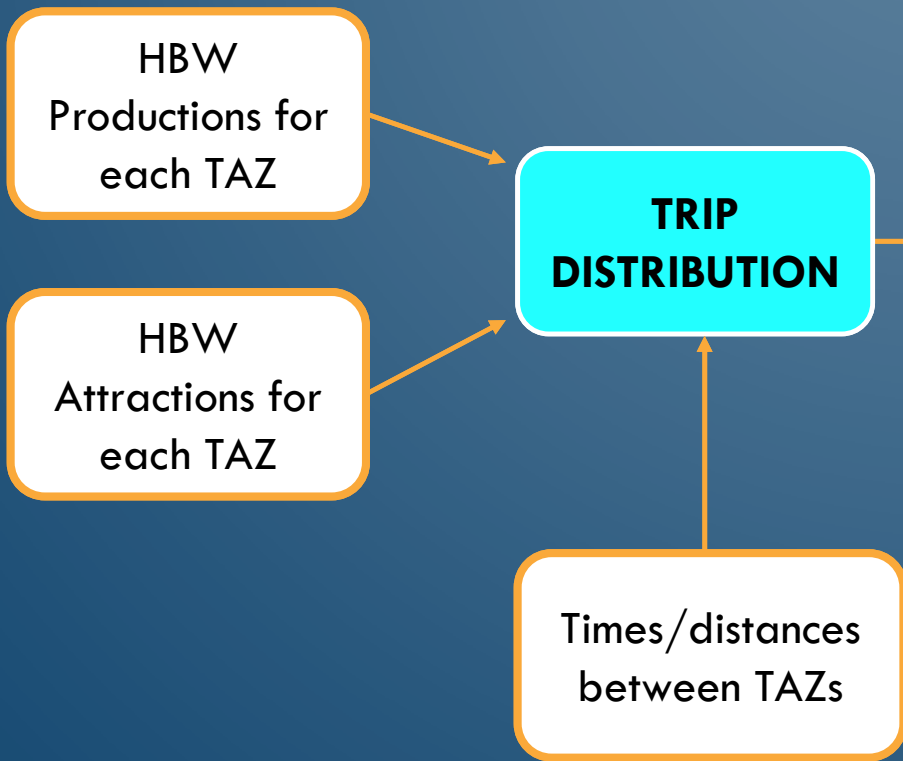 HBW
Productions for
each TAZ
TRIP
DISTRIBUTION
HBW
Attractions for
each TAZ
Times/distances
between TAZs